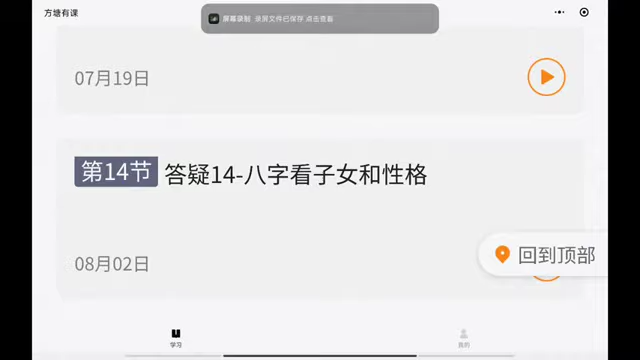 方塘有课
屏幕录制 录屏文件已保存 点击查看
07月19日
第14节 答疑14-八字看子女和性格
08月02日
回到顶部
学习
我的